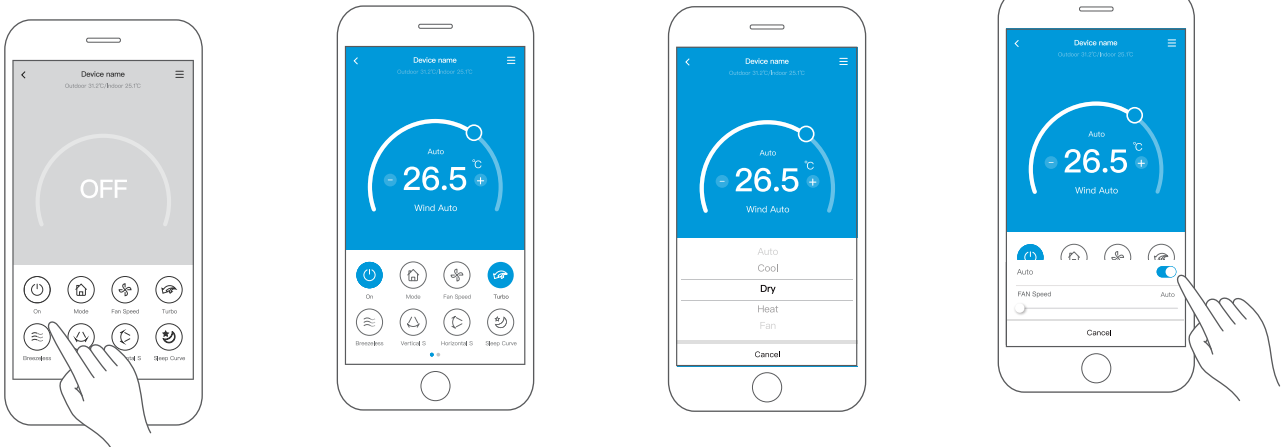 Device name
Outdoor 31.2℃/Indoor 25.1℃
OFF
On Mode Fan Speed Turbo
Breezeless Sleep Curve
Device name
Outdoor 31.2℃/Indoor 25.1℃
Auto
26.5 ℃
Wind Auto
On Mode Fan Speed Turbo
Breezeless Vertical S Horizontal S Sleep Curve
Device name
Outdoor 31.2℃/Indoor 25.1℃
Auto
26.5 ℃
Wind Auto
Auto
Cool
Dry
Heat
Fan
Cancel
Device name
Outdoor 31.2℃/Indoor 25.1℃
Auto
26.5 ℃
Wind Auto
Auto
FAN Speed Auto
Cancel